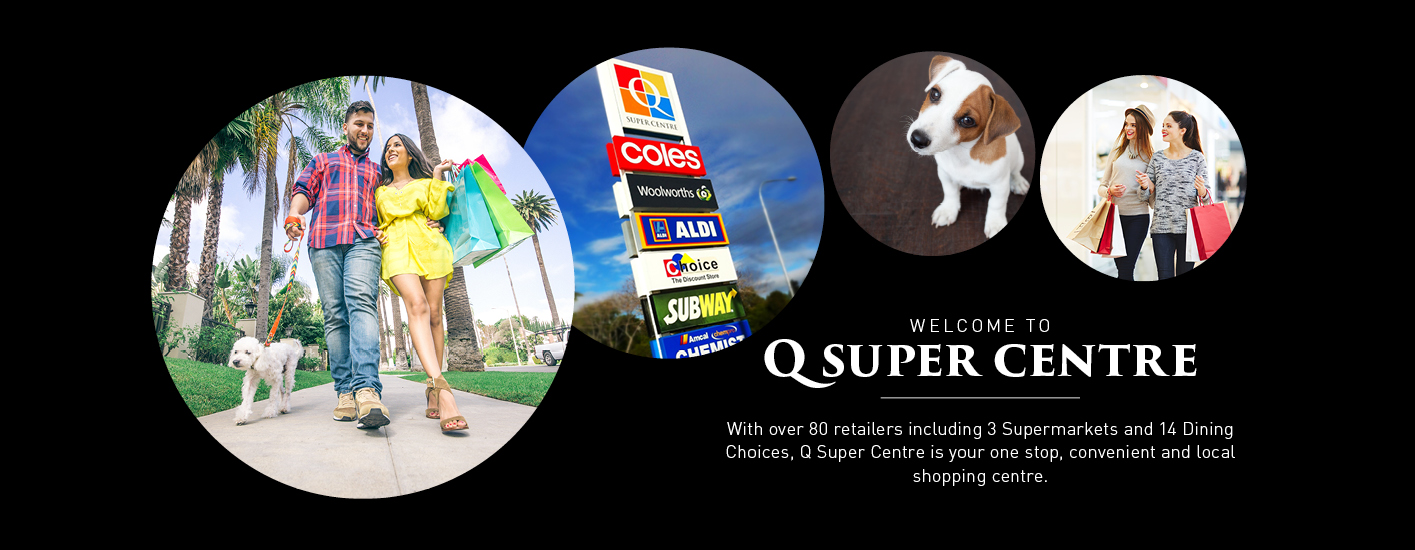 Q
SUPER CENTRE
coles
Woolworths
ALDI
ALDI
Choice
The Discount Store
SUBWAY
Amcal chempro
CHEMIST
WELCOME TO
Q SUPER CENTRE
With over 80 retailers including 3 Supermarkets and 14 Dining
Choices, Q Super Centre is your one stop, convenient and local
shopping centre.